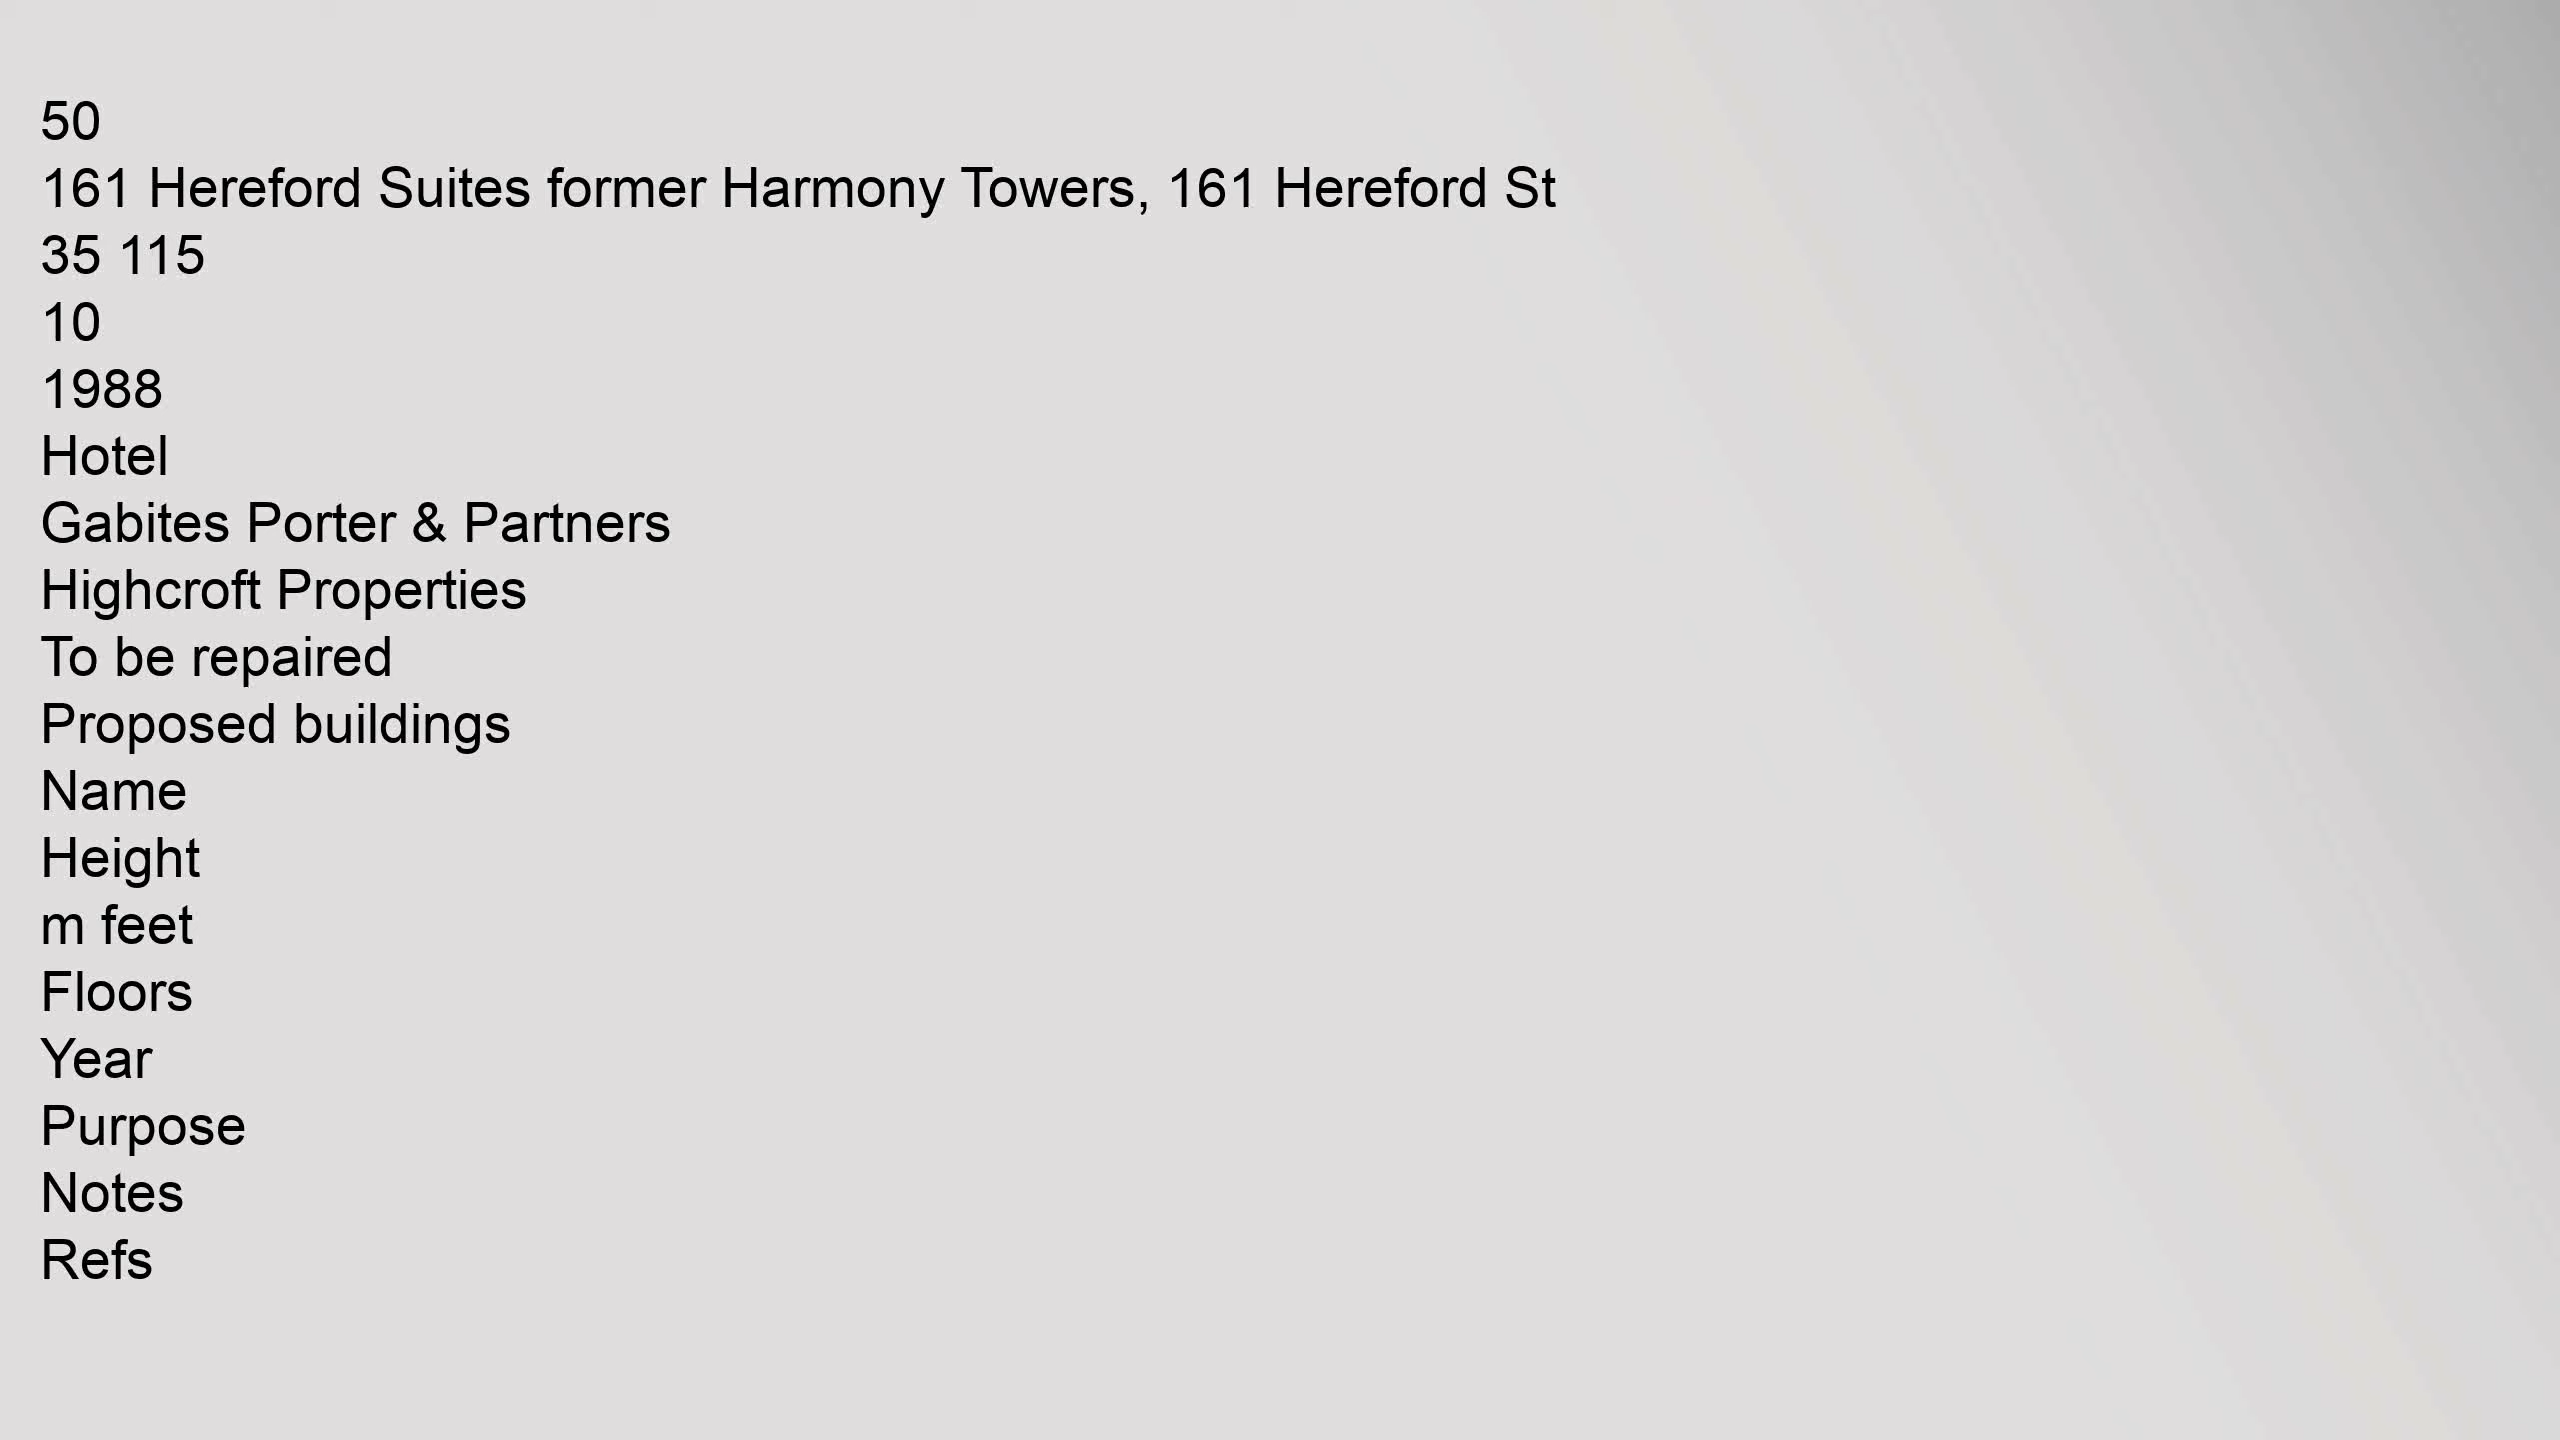 50
161 Hereford Suites former Harmony Towers, 161 Hereford St
35 115
10
1988
Hotel
Gabites Porter & Partners
Highcroft Properties
To be repaired
Proposed buildings
Name
Height
m feet
Floors
Year
Purpose
Notes
Refs